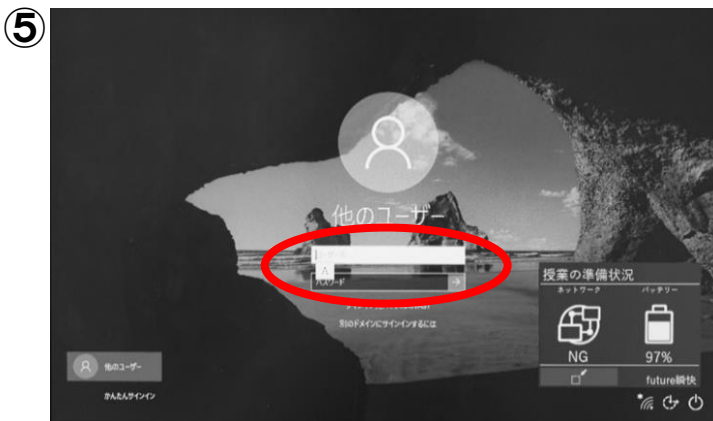 ⑤
他のユーザー
A
パスワード
別のドメインにサインインするには
授業の準備状況
ネットワーク
バッテリー
NG
97%
future瞬快
他のユーザー
かんたんサインイン